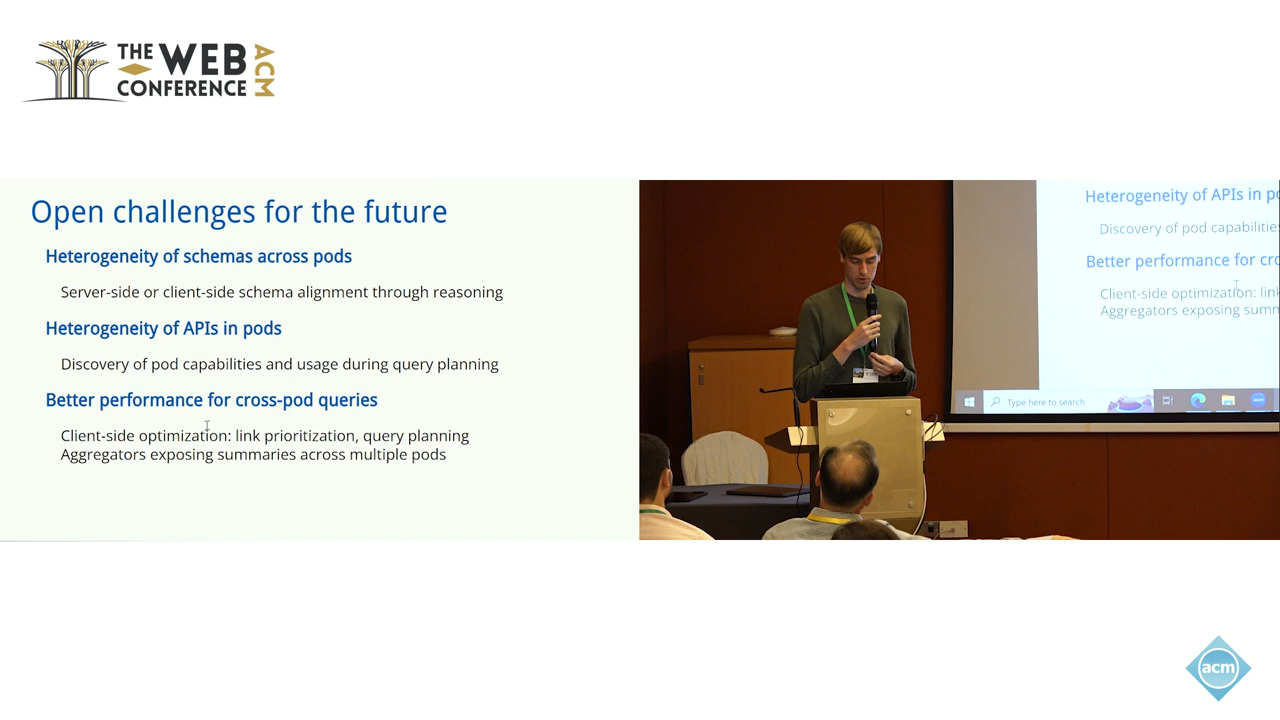 THE WEB
CONFERENCE
ACM
Open challenges for the future
Heterogeneity of schemas across pods
Server-side or client-side schema alignment through reasoning
Heterogeneity of APIs in pods
Discovery of pod capabilities and usage during query planning
Better performance for cross-pod queries
Client-side optimization: link prioritization, query planning
Aggregators exposing summaries across multiple pods
Heterogeneity of APIs in po
Discovery of pod capabilitie
Better performance for cro
Client-side optimization: lin
Aggregators exposing summ
Type here to search
acm